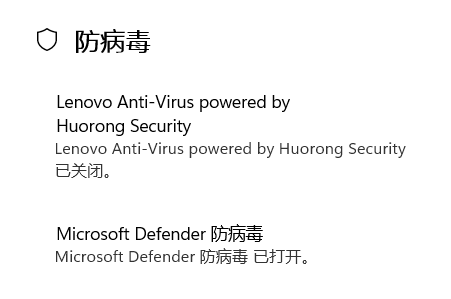 防病毒
Lenovo Anti-Virus powered by
Huorong Security
Lenovo Anti-Virus powered by Huorong Security
已关闭。
Microsoft Defender 防病毒
Microsoft Defender 防病毒 已打开。